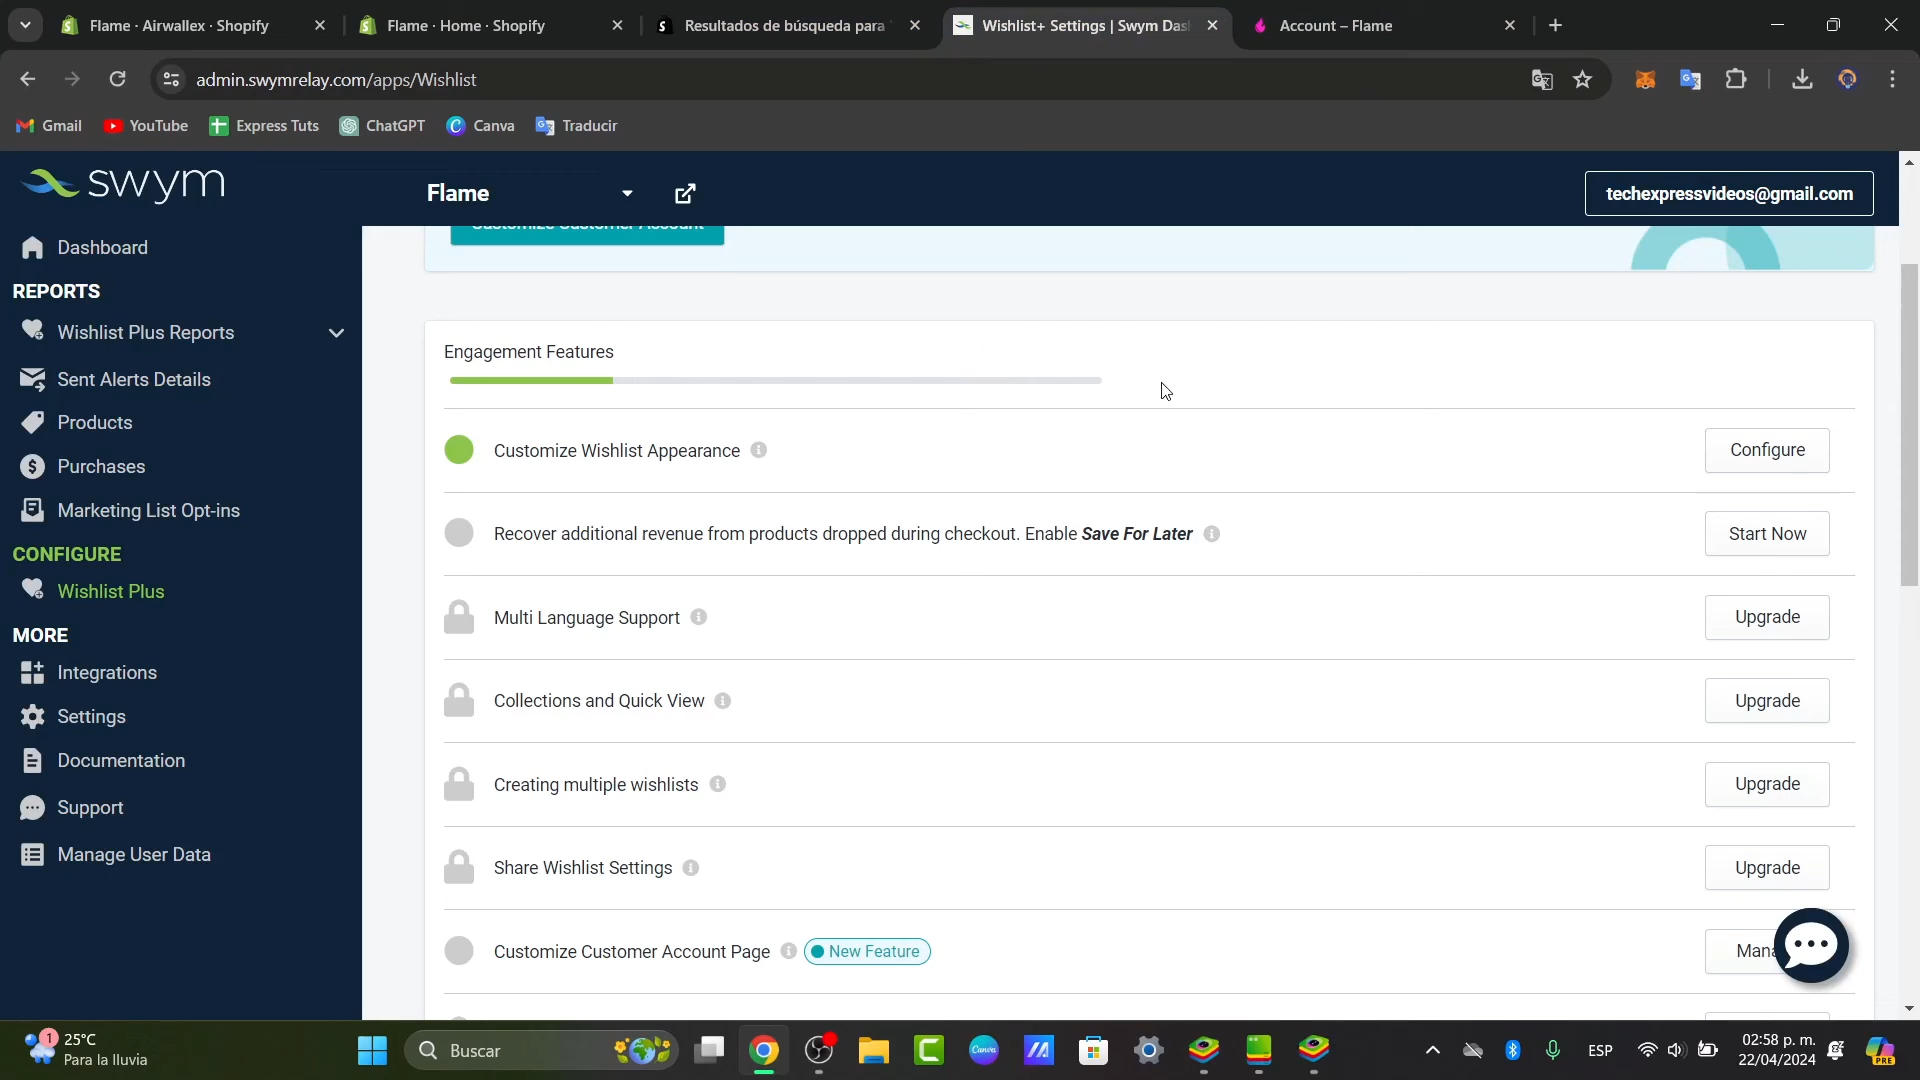 Flame · Airwallex · Shopify
Flame · Home · Shopify
Resultados de búsqueda para
Wishlist+ Settings | Swym Das
Account – Flame
admin.swymrelay.com/apps/Wishlist
Gmail
YouTube
Express Tuts
ChatGPT
Canva
Traducir
swym
Flame
techexpressvideos@gmail.com
Customize Customer Account
Dashboard
REPORTS
Wishlist Plus Reports
Sent Alerts Details
Products
Purchases
Marketing List Opt-ins
CONFIGURE
Wishlist Plus
MORE
Integrations
Settings
Documentation
Support
Manage User Data
Engagement Features
Customize Wishlist Appearance
Configure
Recover additional revenue from products dropped during checkout. Enable Save For Later
Start Now
Multi Language Support
Upgrade
Collections and Quick View
Upgrade
Creating multiple wishlists
Upgrade
Share Wishlist Settings
Upgrade
Customize Customer Account Page
New Feature
Mana
1
25°C
Para la lluvia
Buscar
Canva
ESP
02:58 p. m.
22/04/2024
PRE